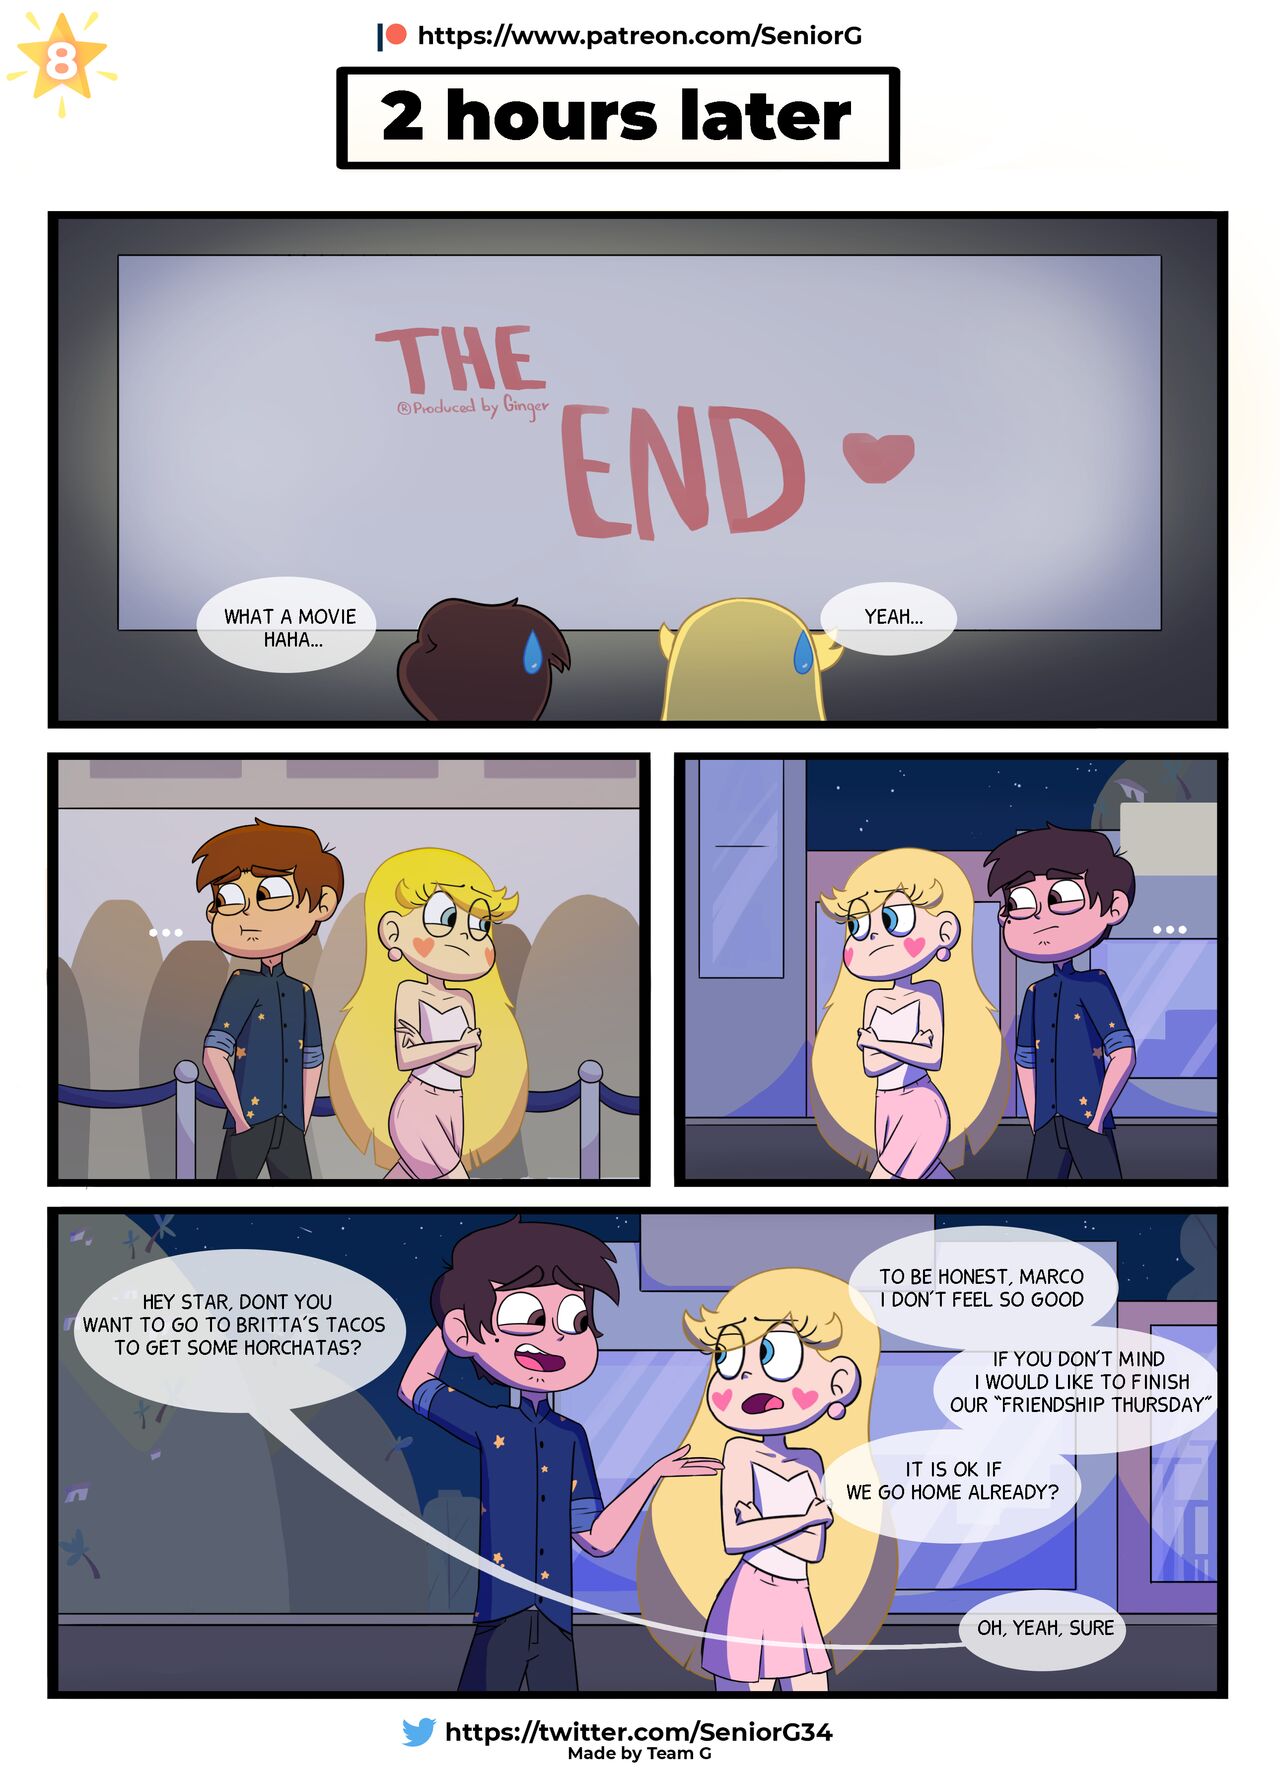 8
https://www.patreon.com/SeniorG
2 hours later
THE
®Produced by Ginger
END
WHAT A MOVIE
HAHA...
YEAH...
...
...
HEY STAR, DONT YOU
WANT TO GO TO BRITTA'S TACOS
TO GET SOME HORCHATAS?
TO BE HONEST, MARCO
I DON'T FEEL SO GOOD
IF YOU DON'T MIND
I WOULD LIKE TO FINISH
OUR "FRIENDSHIP THURSDAY"
IT IS OK IF
WE GO HOME ALREADY?
OH, YEAH, SURE
https://twitter.com/SeniorG34
Made by Team G